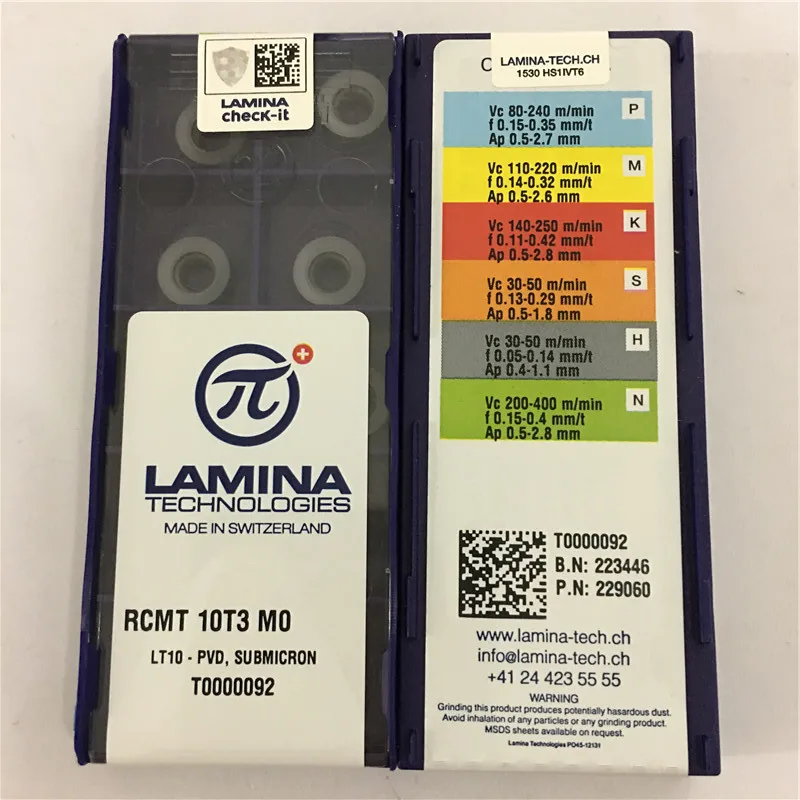 LAMINA
check-it
π
LAMINA
TECHNOLOGIES
MADE IN SWITZERLAND
RCMT 10T3 M0
LT10 - PVD, SUBMICRON
T0000092
LAMINA-TECH.CH
1530 HS1IVT6
Vc 80-240 m/min
P
f 0.15-0.35 mm/t
Ap 0.5-2.7 mm
Vc 110-220 m/min
M
f 0.14-0.32 mm/t
Ap 0.5-2.6 mm
Vc 140-250 m/min
K
f 0.11-0.42 mm/t
Ap 0.5-2.8 mm
Vc 30-50 m/min
S
f 0.13-0.29 mm/t
Ap 0.5-1.8 mm
Vc 30-50 m/min
H
f 0.05-0.14 mm/t
Ap 0.4-1.1 mm
Vc 200-400 m/min
N
f 0.15-0.4 mm/t
Ap 0.5-2.8 mm
T0000092
B.N: 223446
P.N: 229060
www.lamina-tech.ch
info@lamina-tech.ch
+41 24 423 55 55
WARNING
Grinding this product produces potentially hazardous dust.
Avoid inhalation of any particles or any grinding product.
MSDS sheets available on request.
Lamina Technologies PO45-12131